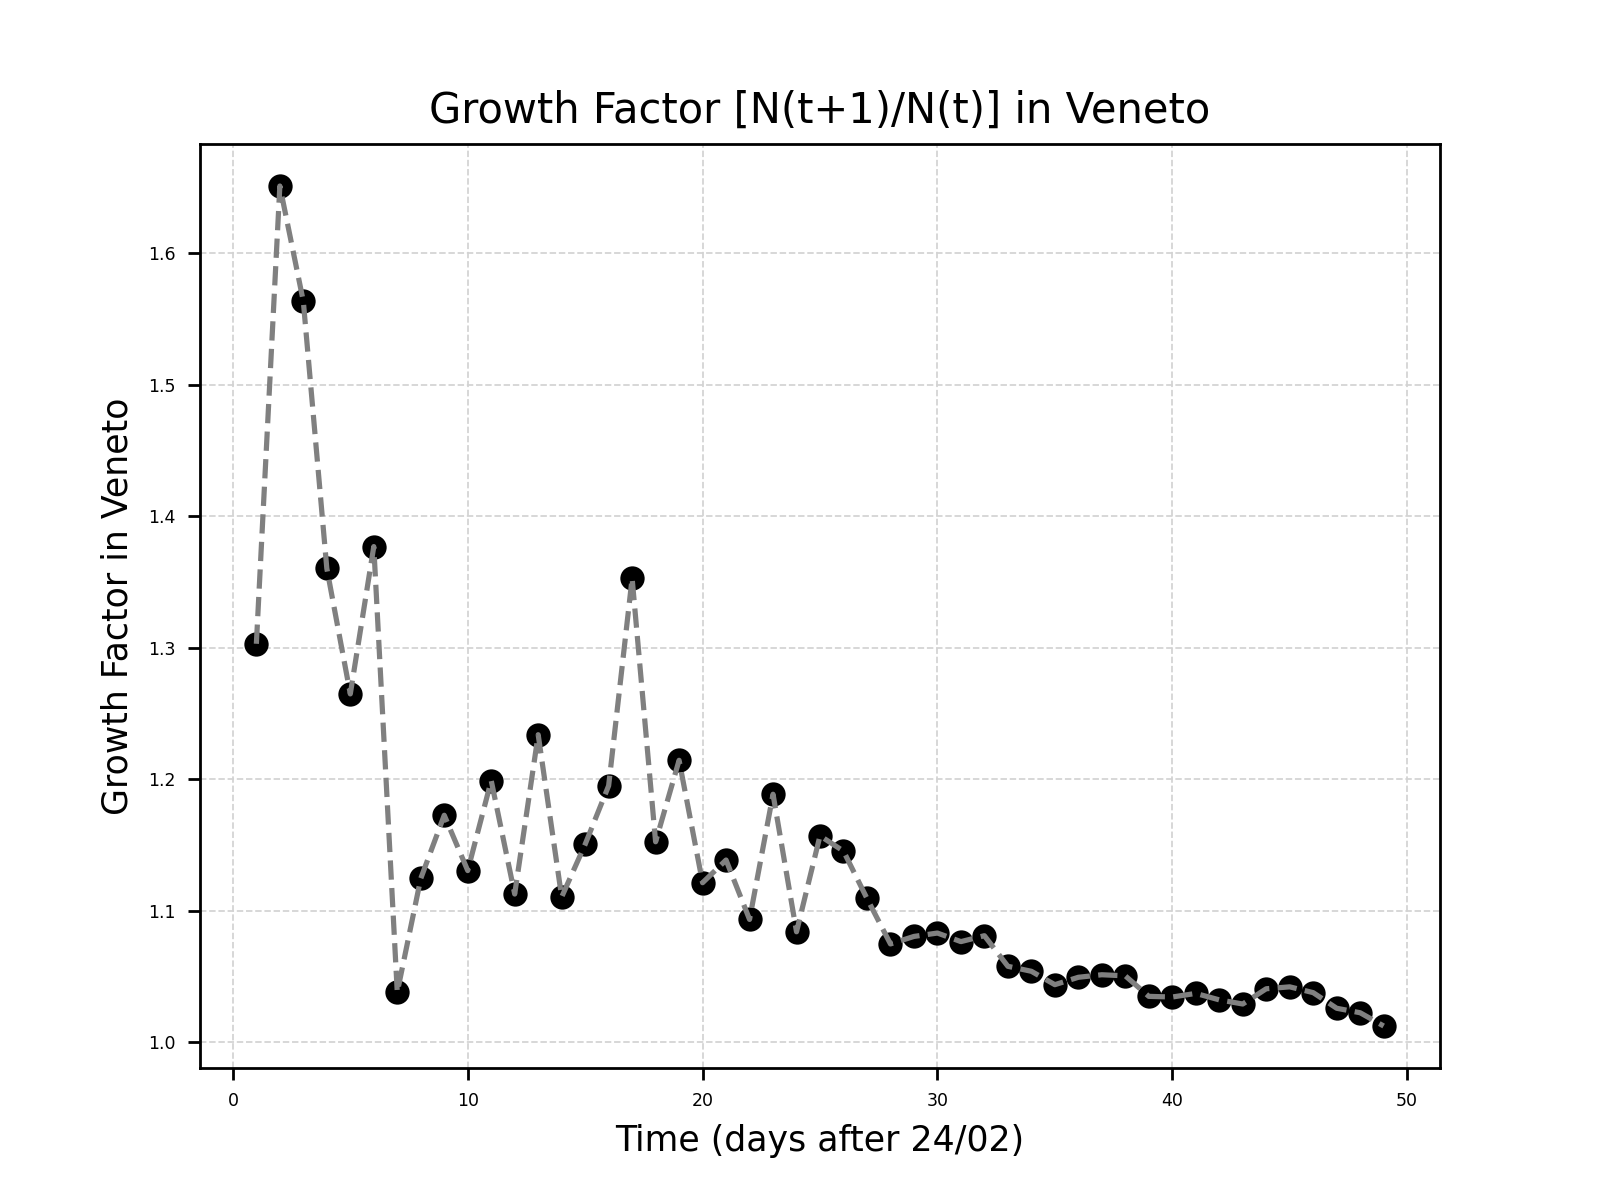 Growth Factor [N(t+1)/N(t)] in Veneto
Growth Factor in Veneto
1.6
1.5
1.4
1.3
1.2
1.1
1.0
0 10 20 30 40 50
Time (days after 24/02)